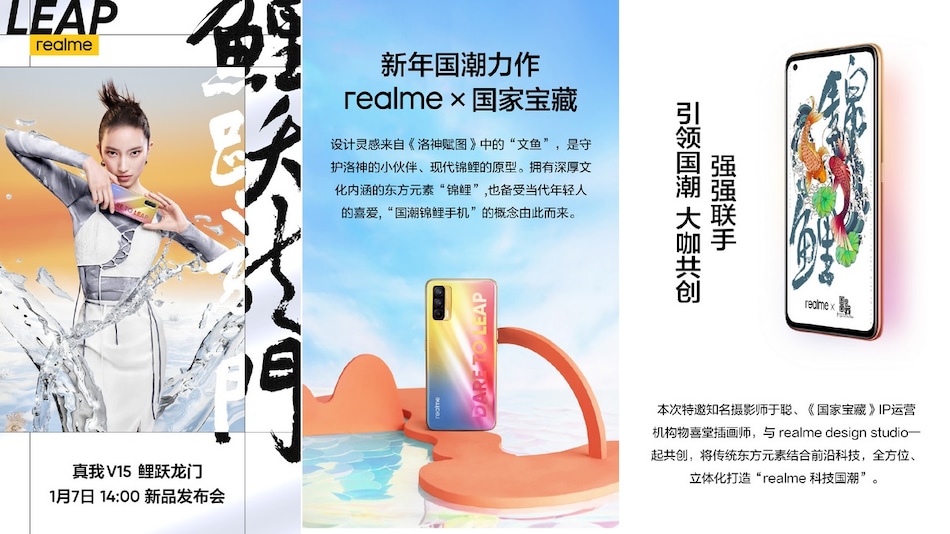 LEAP
realme
鲤跃龙门
真我V15 鲤跃龙门
1月7日 14:00 新品发布会
新年国潮力作
realme × 国家宝藏
设计灵感来自《洛神赋图》中的“文鱼”，是守
护洛神的小伙伴、现代锦鲤的原型。拥有深厚文
化内涵的东方元素“锦鲤”,也备受当代年轻人
的喜爱,“国潮锦鲤手机”的概念由此而来。
DARE TO LEAP
realme
强强联手
引领国潮 大咖共创
锦鲤
realme ×
本次特邀知名摄影师于聪、《国家宝藏》IP运营
机构物喜堂插画师，与 realme design studio一
起共创，将传统东方元素结合前沿科技，全方位、
立体化打造“realme 科技国潮”。